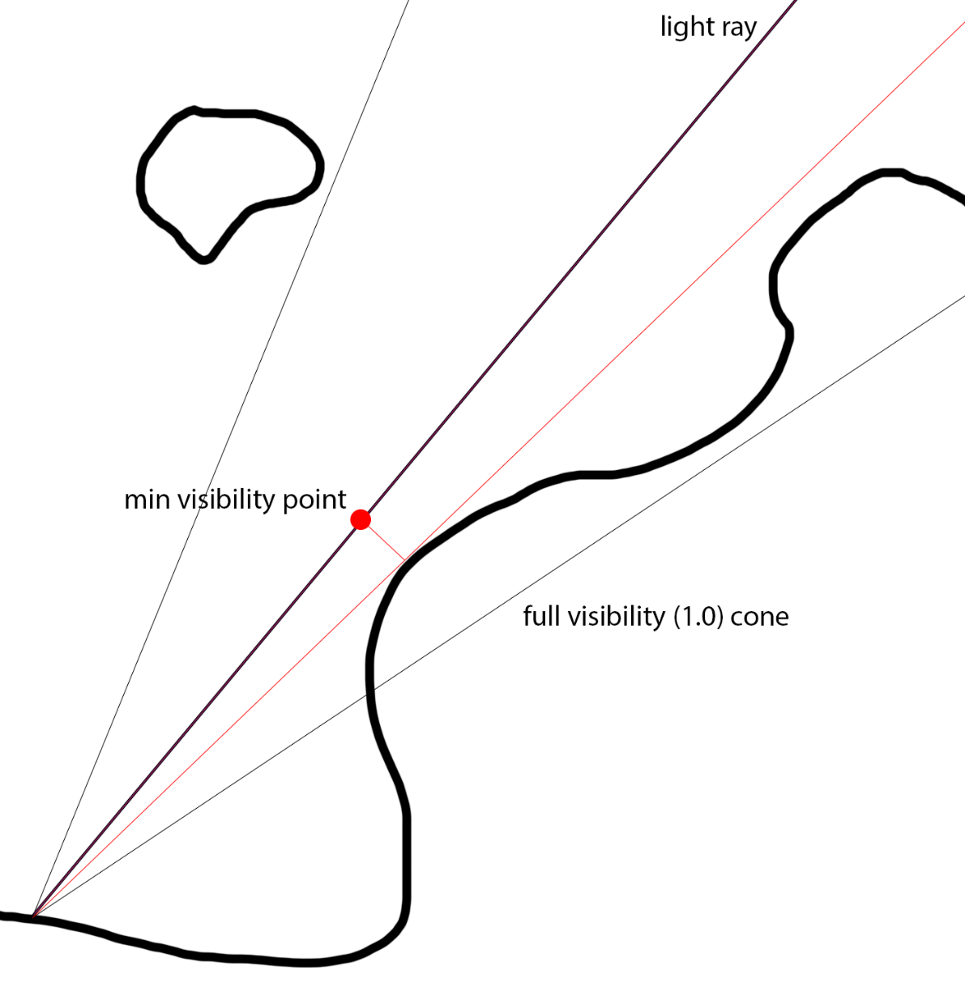 light ray
min visibility point
full visibility (1.0) cone